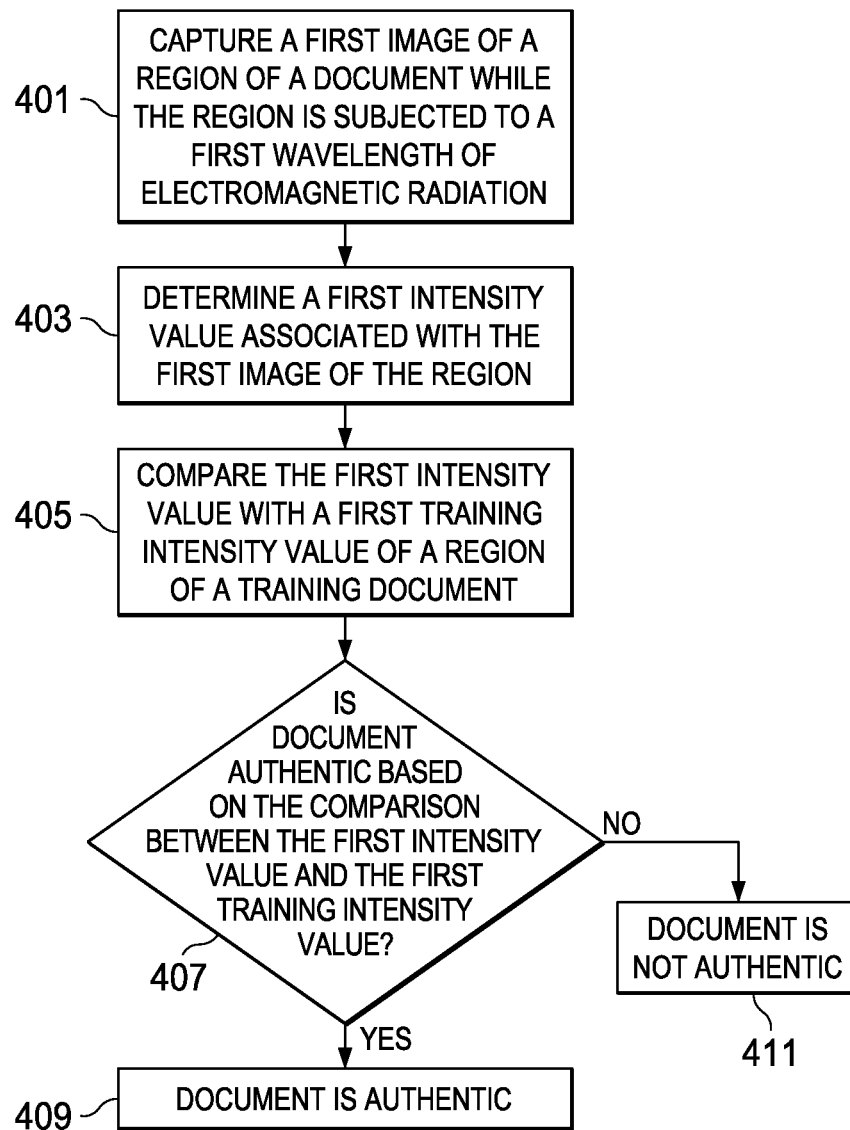 401
CAPTURE A FIRST IMAGE OF A
REGION OF A DOCUMENT WHILE
THE REGION IS SUBJECTED TO A
FIRST WAVELENGTH OF
ELECTROMAGNETIC RADIATION
403
DETERMINE A FIRST INTENSITY
VALUE ASSOCIATED WITH THE
FIRST IMAGE OF THE REGION
405
COMPARE THE FIRST INTENSITY
VALUE WITH A FIRST TRAINING
INTENSITY VALUE OF A REGION
OF A TRAINING DOCUMENT
IS
DOCUMENT
AUTHENTIC BASED
ON THE COMPARISON
BETWEEN THE FIRST INTENSITY
VALUE AND THE FIRST
TRAINING INTENSITY
VALUE?
407
NO
DOCUMENT IS
NOT AUTHENTIC
411
YES
409
DOCUMENT IS AUTHENTIC